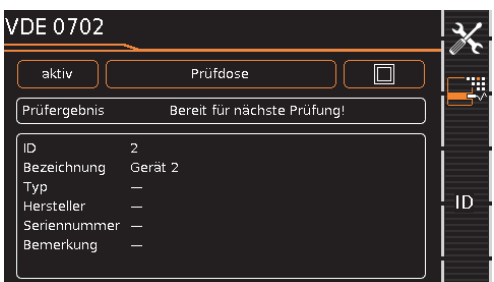 VDE 0702
aktiv Prüfdose
Prüfergebnis Bereit für nächste Prüfung!
ID 2
Bezeichnung Gerät 2
Typ —
Hersteller —
Seriennummer —
Bemerkung —
ID